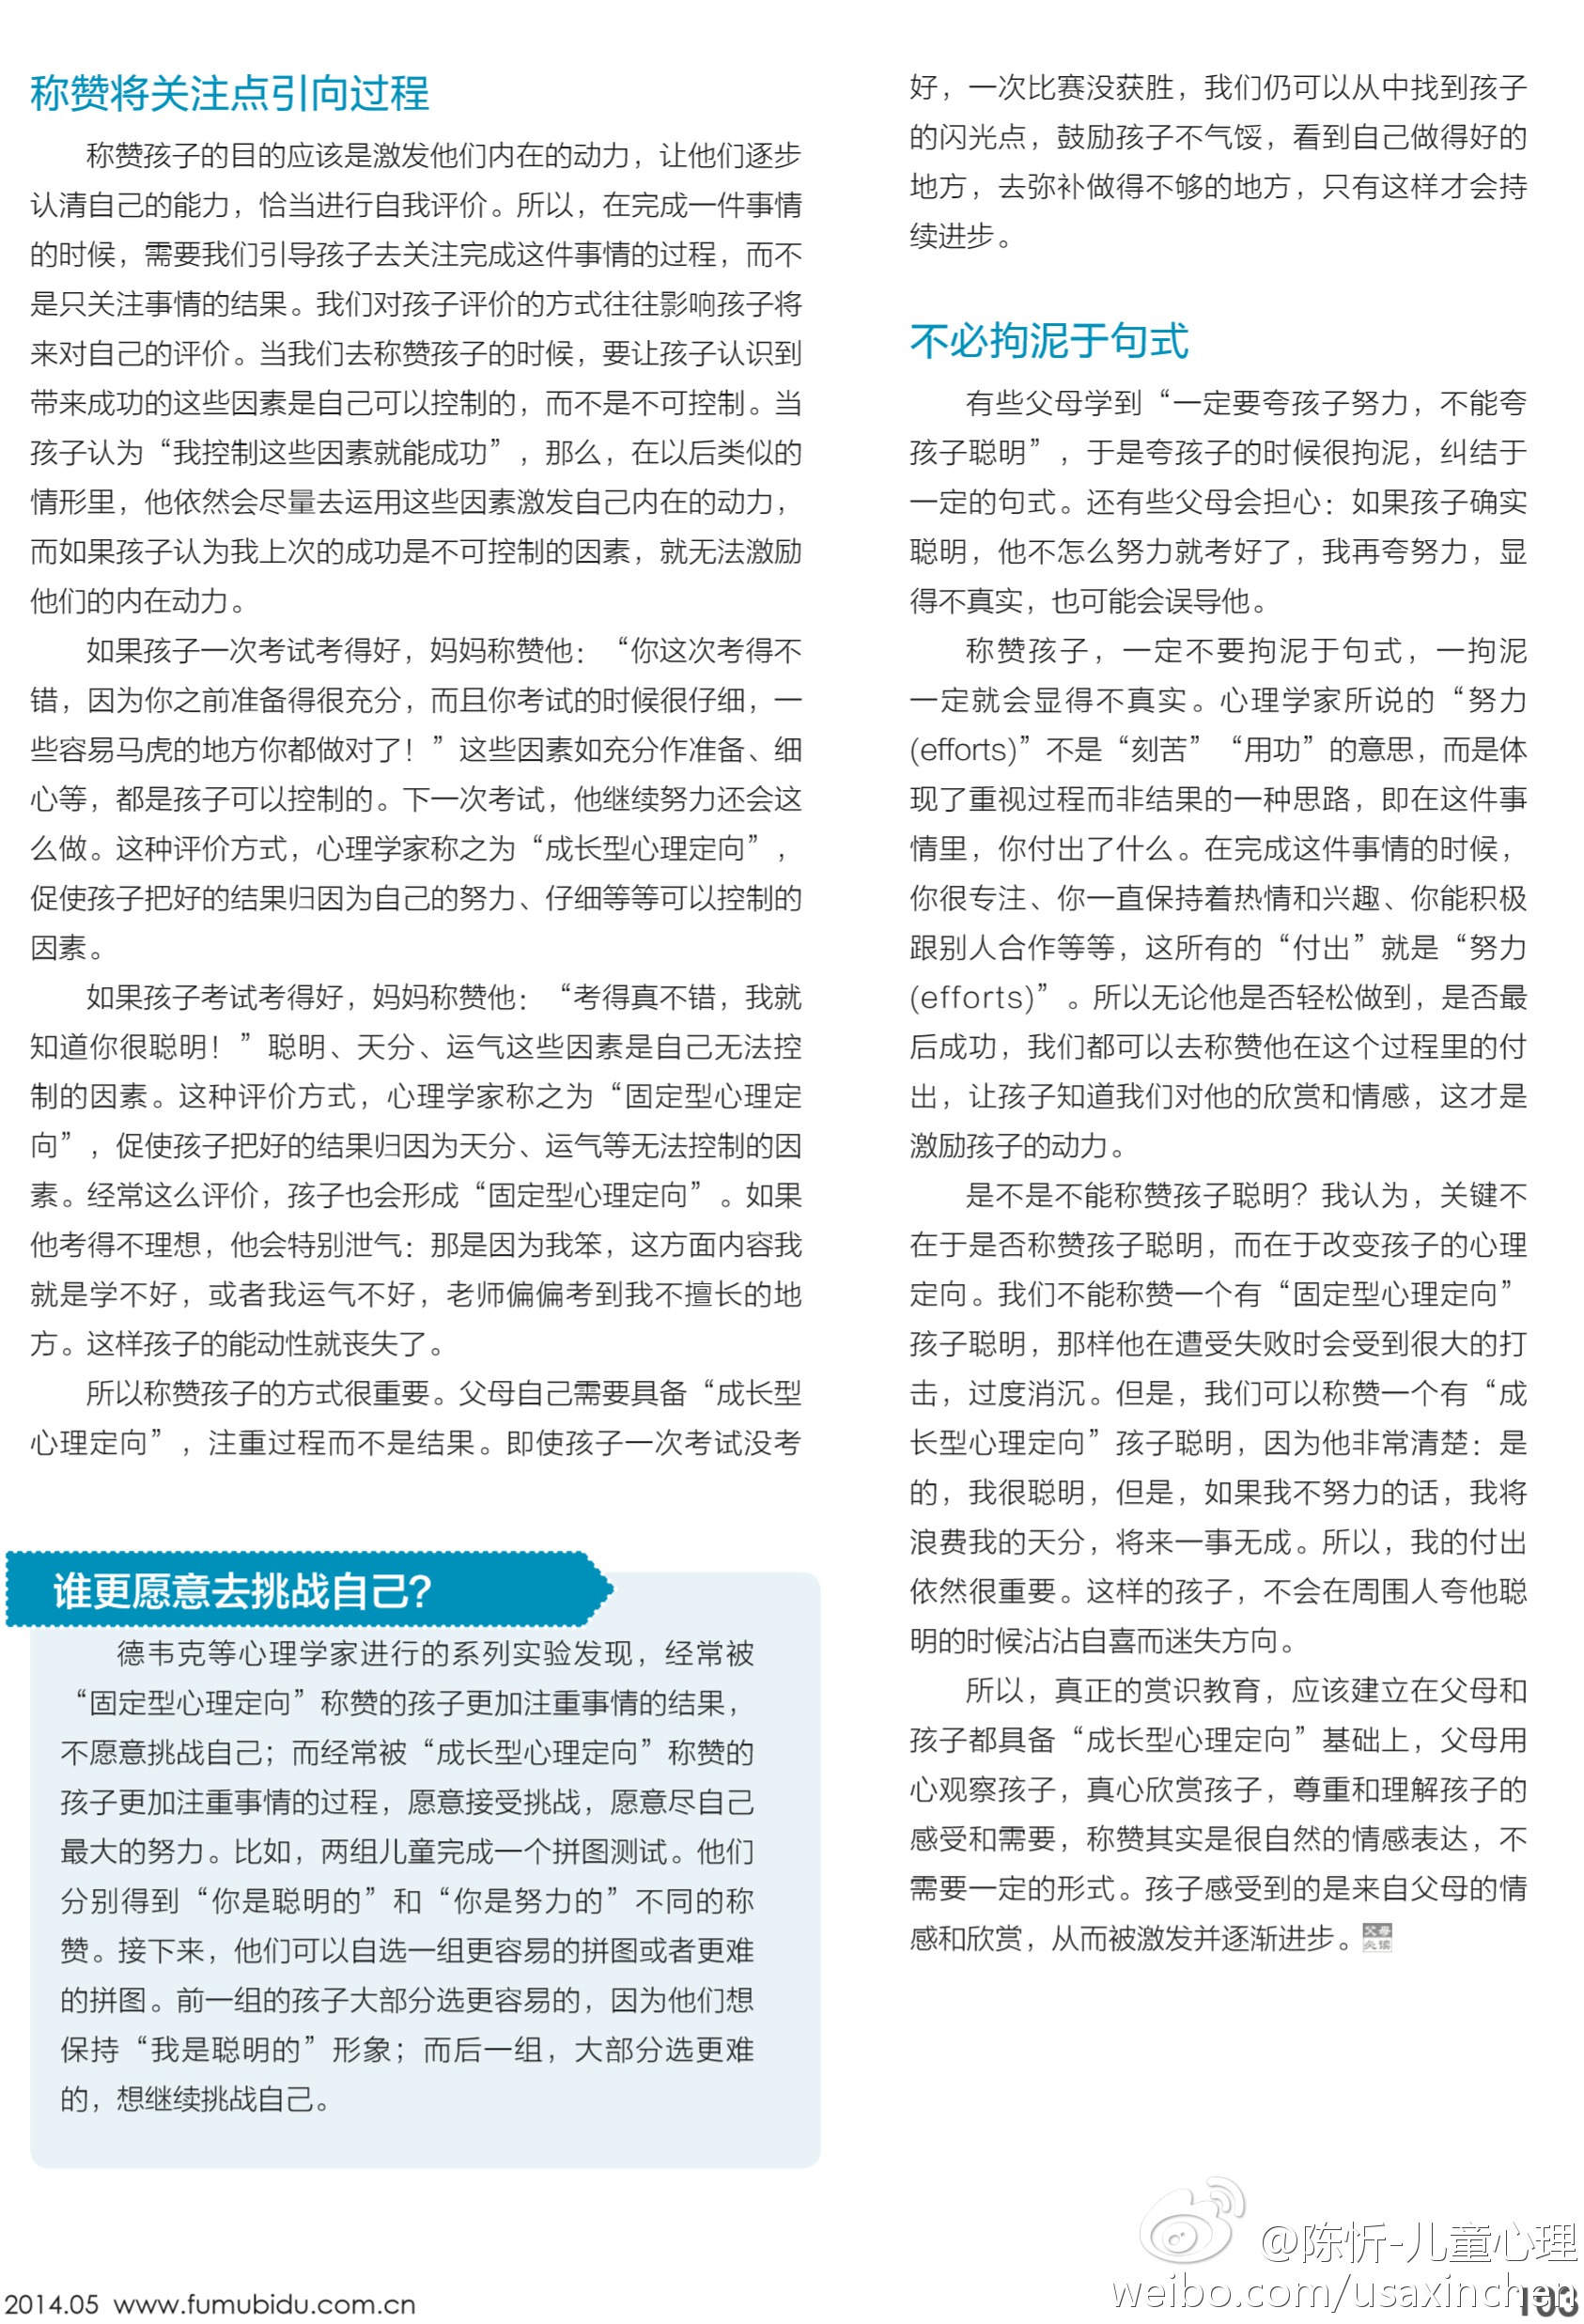 称赞将关注点引向过程
称赞孩子的目的应该是激发他们内在的动力，让他们逐步
认清自己的能力，恰当进行自我评价。所以，在完成一件事情
的时候，需要我们引导孩子去关注完成这件事情的过程，而不
是只关注事情的结果。我们对孩子评价的方式往往影响孩子将
来对自己的评价。当我们去称赞孩子的时候，要让孩子认识到
带来成功的这些因素是自己可以控制的，而不是不可控制。当
孩子认为“我控制这些因素就能成功”，那么，在以后类似的
情形里，他依然会尽量去运用这些因素激发自己内在的动力，
而如果孩子认为我上次的成功是不可控制的因素，就无法激励
他们的内在动力。
如果孩子一次考试考得好，妈妈称赞他：“你这次考得不
错，因为你之前准备得很充分，而且你考试的时候很仔细，一
些容易马虎的地方你都做对了！”这些因素如充分作准备、细
心等，都是孩子可以控制的。下一次考试，他继续努力还会这
么做。这种评价方式，心理学家称之为“成长型心理定向”，
促使孩子把好的结果归因为自己的努力、仔细等等可以控制的
因素。
如果孩子考试考得好，妈妈称赞他：“考得真不错，我就
知道你很聪明！”聪明、天分、运气这些因素是自己无法控
制的因素。这种评价方式，心理学家称之为“固定型心理定
向”，促使孩子把好的结果归因为天分、运气等无法控制的因
素。经常这么评价，孩子也会形成“固定型心理定向”。如果
他考得不理想，他会特别泄气：那是因为我笨，这方面内容我
就是学不好，或者我运气不好，老师偏偏考到我不擅长的地
方。这样孩子的能动性就丧失了。
所以称赞孩子的方式很重要。父母自己需要具备“成长型
心理定向”，注重过程而不是结果。即使孩子一次考试没考
谁更愿意去挑战自己？
德韦克等心理学家进行的系列实验发现，经常被
“固定型心理定向”称赞的孩子更加注重事情的结果，
不愿意挑战自己；而经常被“成长型心理定向”称赞的
孩子更加注重事情的过程，愿意接受挑战，愿意尽自己
最大的努力。比如，两组儿童完成一个拼图测试。他们
分别得到“你是聪明的”和“你是努力的”不同的称
赞。接下来，他们可以自选一组更容易的拼图或者更难
的拼图。前一组的孩子大部分选更容易的，因为他们想
保持“我是聪明的”形象；而后一组，大部分选更难
的，想继续挑战自己。
好，一次比赛没获胜，我们仍可以从中找到孩子
的闪光点，鼓励孩子不气馁，看到自己做得好的
地方，去弥补做得不够的地方，只有这样才会持
续进步。
不必拘泥于句式
有些父母学到“一定要夸孩子努力，不能夸
孩子聪明”，于是夸孩子的时候很拘泥，纠结于
一定的句式。还有些父母会担心：如果孩子确实
聪明，他不怎么努力就考好了，我再夸努力，显
得不真实，也可能会误导他。
称赞孩子，一定不要拘泥于句式，一拘泥
一定就会显得不真实。心理学家所说的“努力
(efforts)”不是“刻苦”“用功”的意思，而是体
现了重视过程而非结果的一种思路，即在这件事
情里，你付出了什么。在完成这件事情的时候，
你很专注、你一直保持着热情和兴趣、你能积极
跟别人合作等等，这所有的“付出”就是“努力
(efforts)”。所以无论他是否轻松做到，是否最
后成功，我们都可以去称赞他在这个过程里的付
出，让孩子知道我们对他的欣赏和情感，这才是
激励孩子的动力。
是不是不能称赞孩子聪明？我认为，关键不
在于是否称赞孩子聪明，而在于改变孩子的心理
定向。我们不能称赞一个有“固定型心理定向”
孩子聪明，那样他在遭受失败时会受到很大的打
击，过度消沉。但是，我们可以称赞一个有“成
长型心理定向”孩子聪明，因为他非常清楚：是
的，我很聪明，但是，如果我不努力的话，我将
浪费我的天分，将来一事无成。所以，我的付出
依然很重要。这样的孩子，不会在周围人夸他聪
明的时候沾沾自喜而迷失方向。
所以，真正的赏识教育，应该建立在父母和
孩子都具备“成长型心理定向”基础上，父母用
心观察孩子，真心欣赏孩子，尊重和理解孩子的
感受和需要，称赞其实是很自然的情感表达，不
需要一定的形式。孩子感受到的是来自父母的情
感和欣赏，从而被激发并逐渐进步。
父母
必读
@陈忻-儿童心理
weibo.com/usaxinchen
2014.05 www.fumubidu.com.cn